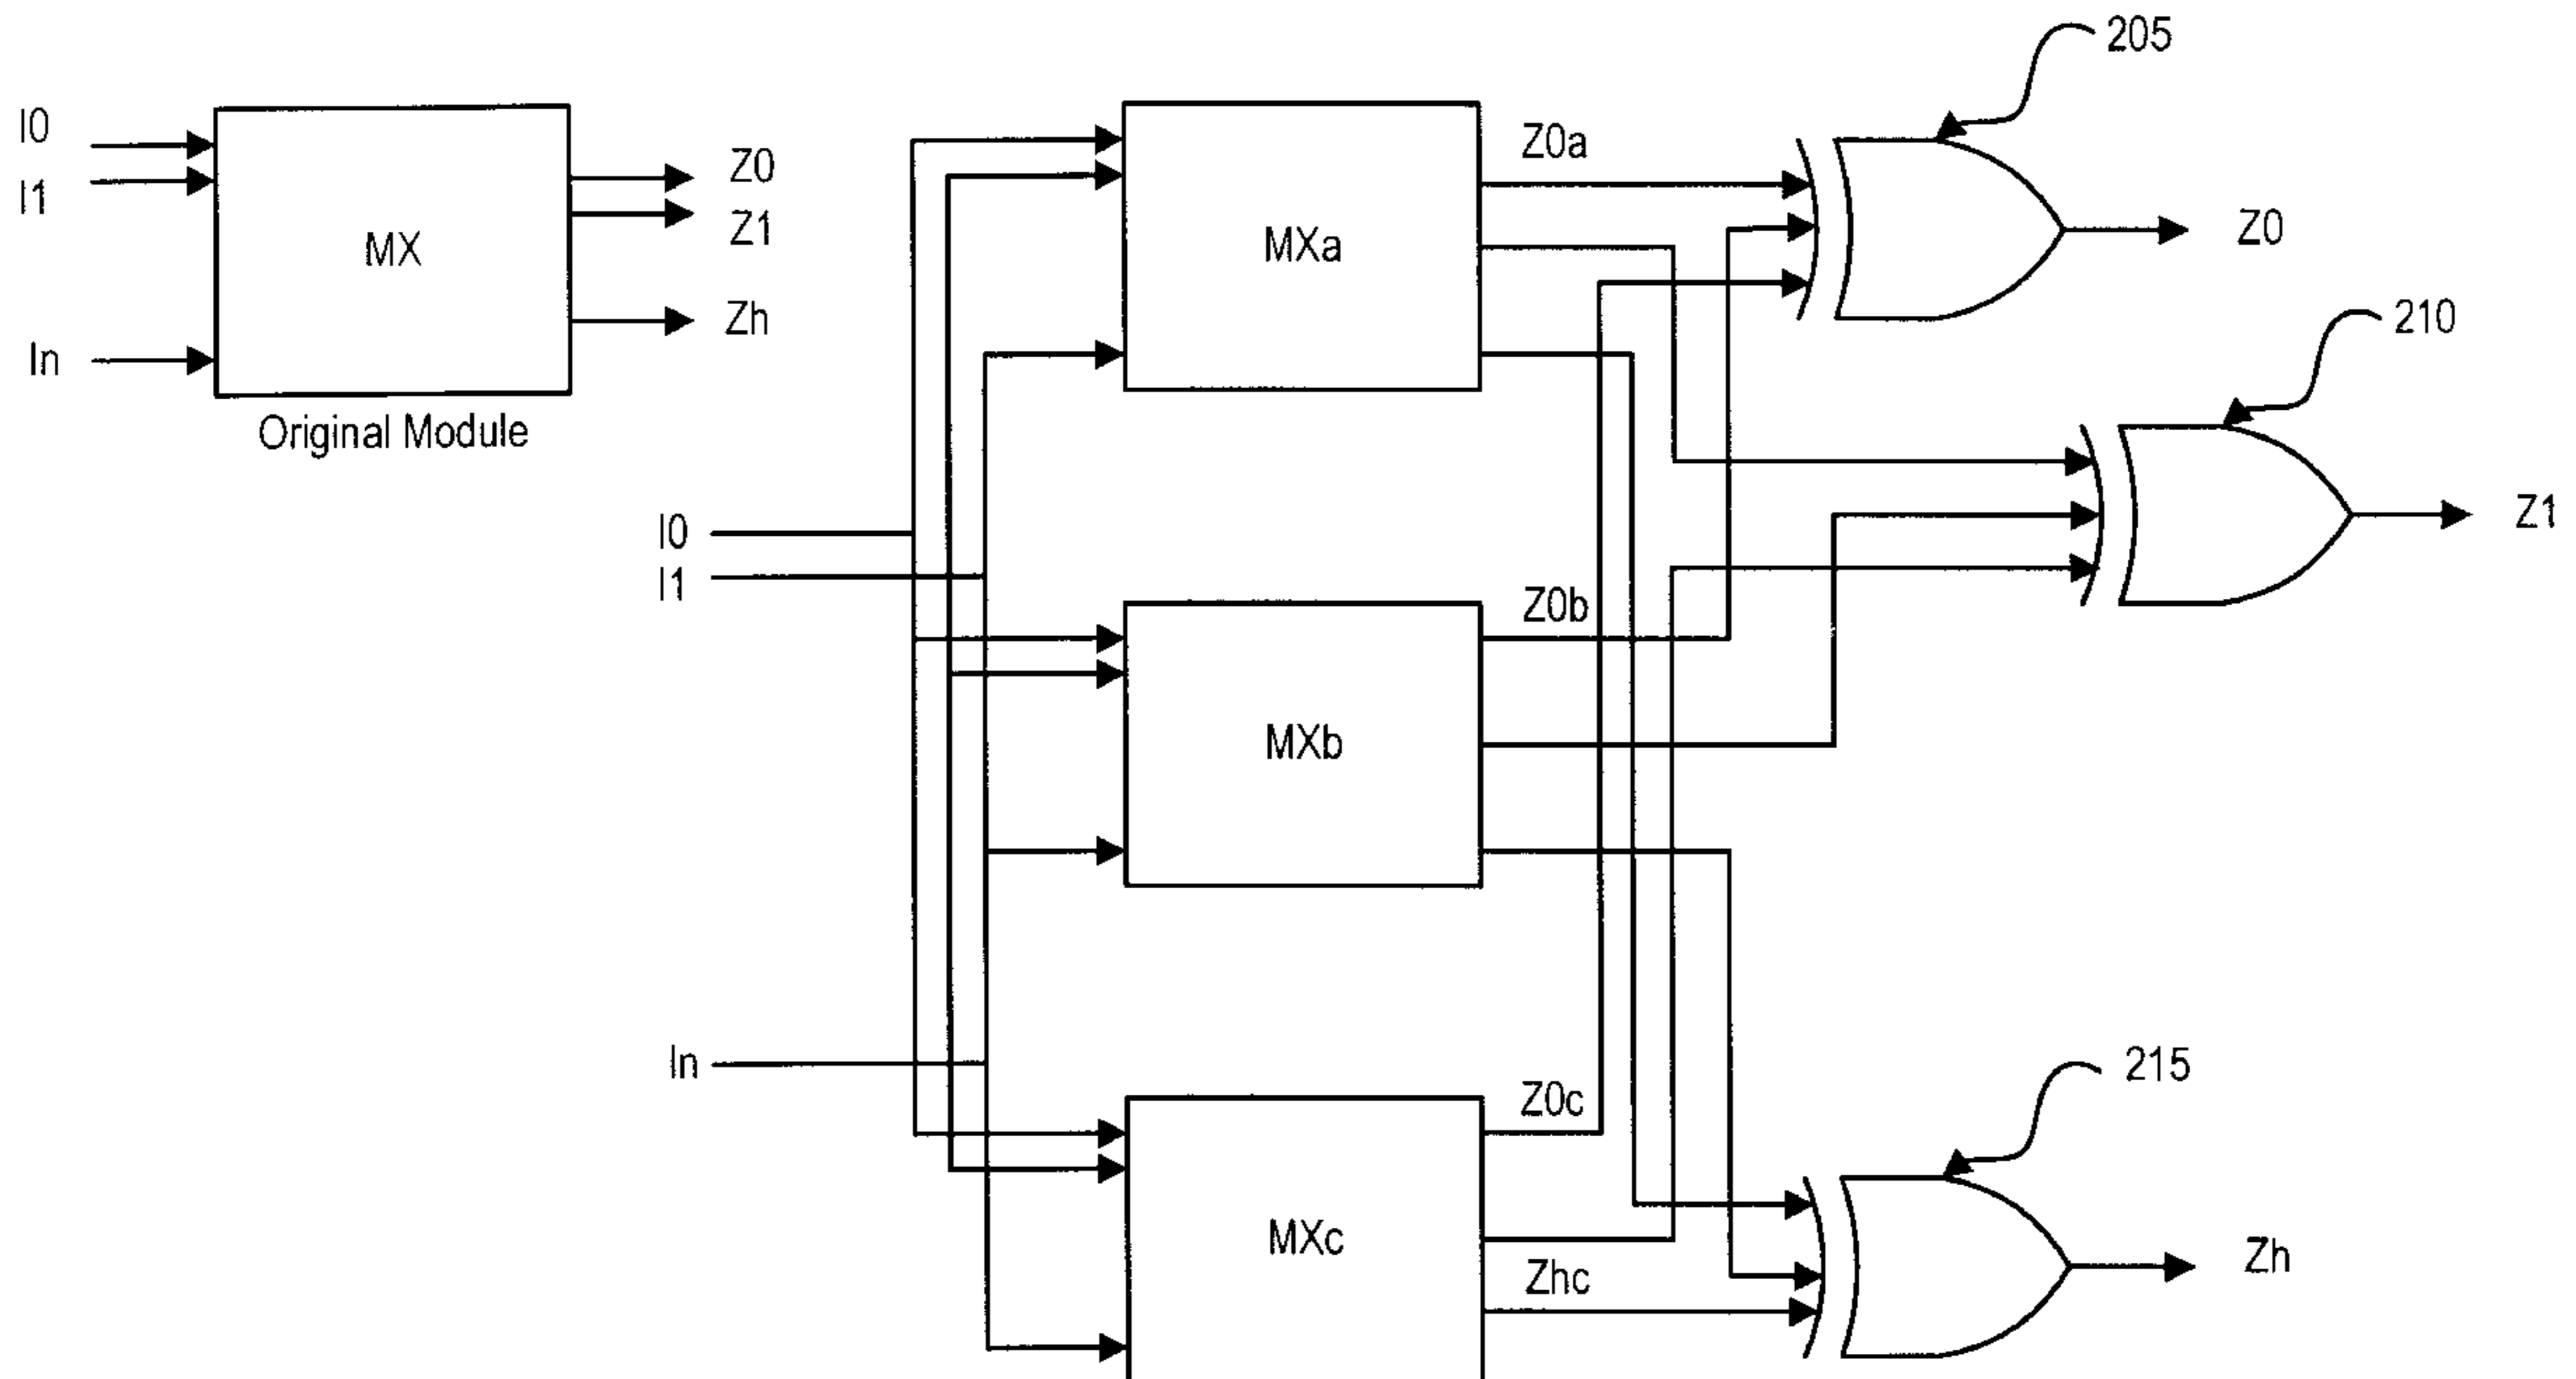 I0
I1
In
MX
Z0
Z1
Zh
Original Module
I0
I1
In
MXa
MXb
MXc
Z0a
Z0b
Z0c
Zhc
205
Z0
210
Z1
215
Zh